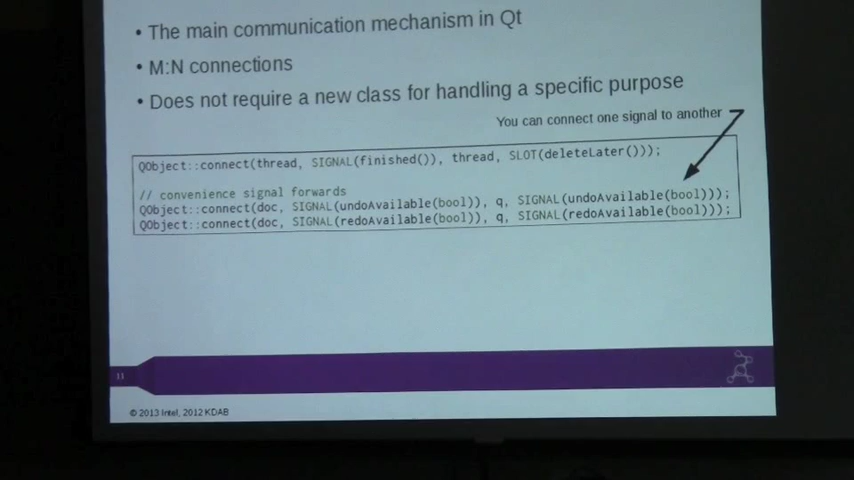 • The main communication mechanism in Qt
• M:N connections
• Does not require a new class for handling a specific purpose
You can connect one signal to another
QObject::connect(thread, SIGNAL(finished()), thread, SLOT(deleteLater()));
// convenience signal forwards
QObject::connect(doc, SIGNAL(undoAvailable(bool)), q, SIGNAL(undoAvailable(bool)));
QObject::connect(doc, SIGNAL(redoAvailable(bool)), q, SIGNAL(redoAvailable(bool)));
11
© 2013 Intel, 2012 KDAB